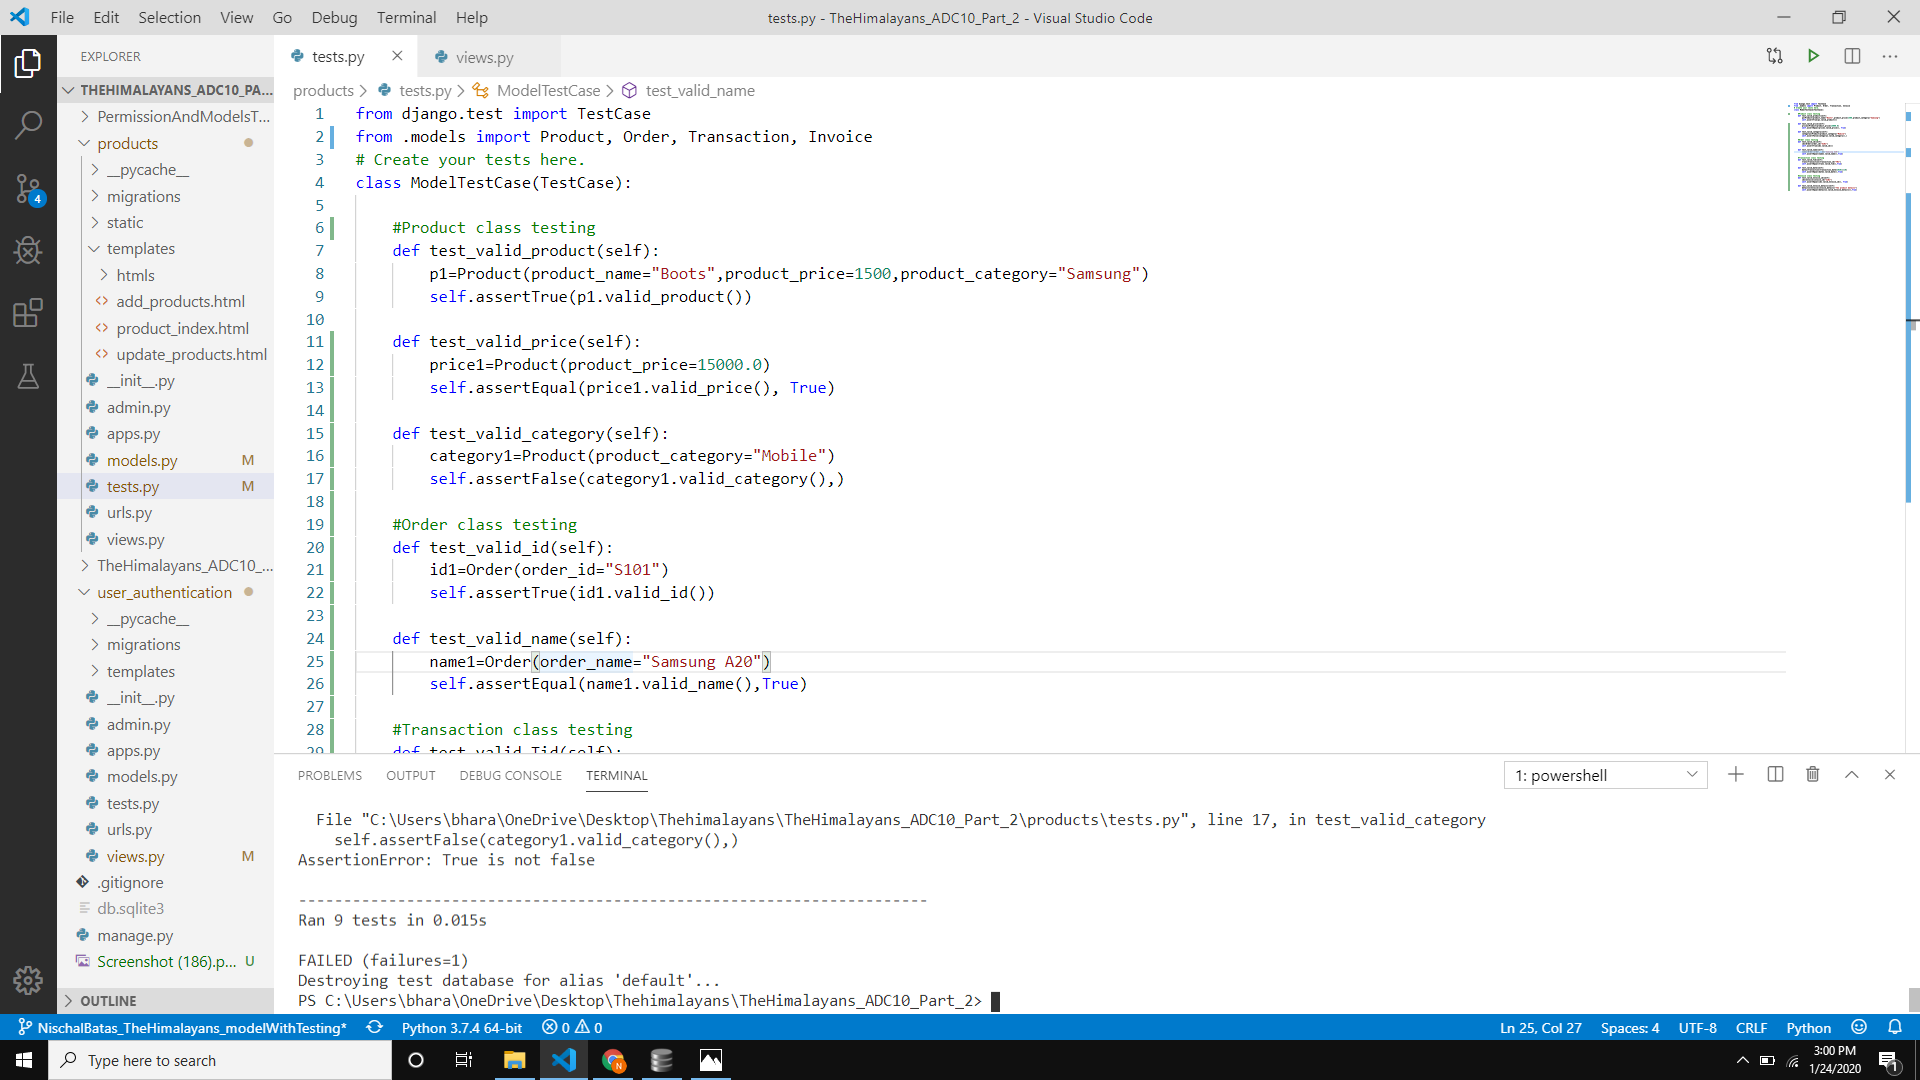 File Edit Selection View Go Debug Terminal Help
tests.py - TheHimalayans_ADC10_Part_2 - Visual Studio Code
EXPLORER
THEHIMALAYANS_ADC10_PA...
PermissionAndModelsT...
products
__pycache__
migrations
static
templates
htmls
add_products.html
product_index.html
update_products.html
__init__.py
admin.py
apps.py
models.py M
tests.py M
urls.py
views.py
TheHimalayans_ADC10_...
user_authentication
__pycache__
migrations
templates
__init__.py
admin.py
apps.py
models.py
tests.py
urls.py
views.py M
.gitignore
db.sqlite3
manage.py
Screenshot (186).p... U
OUTLINE
4
tests.py
views.py
products > tests.py > ModelTestCase > test_valid_name
1 from django.test import TestCase
2 from .models import Product, Order, Transaction, Invoice
3 # Create your tests here.
4 class ModelTestCase(TestCase):
5
6 #Product class testing
7 def test_valid_product(self):
8 p1=Product(product_name="Boots",product_price=1500,product_category="Samsung")
9 self.assertTrue(p1.valid_product())
10
11 def test_valid_price(self):
12 price1=Product(product_price=15000.0)
13 self.assertEqual(price1.valid_price(), True)
14
15 def test_valid_category(self):
16 category1=Product(product_category="Mobile")
17 self.assertFalse(category1.valid_category(),)
18
19 #Order class testing
20 def test_valid_id(self):
21 id1=Order(order_id="S101")
22 self.assertTrue(id1.valid_id())
23
24 def test_valid_name(self):
25 name1=Order(order_name="Samsung A20")
26 self.assertEqual(name1.valid_name(),True)
27
28 #Transaction class testing
29 def test_valid_Tid(self):
PROBLEMS OUTPUT DEBUG CONSOLE TERMINAL
1: powershell
File "C:\Users\bhara\OneDrive\Desktop\Thehimalayans\TheHimalayans_ADC10_Part_2\products\tests.py", line 17, in test_valid_category
self.assertFalse(category1.valid_category(),)
AssertionError: True is not false
----------------------------------------------------------------------
Ran 9 tests in 0.015s
FAILED (failures=1)
Destroying test database for alias 'default'...
PS C:\Users\bhara\OneDrive\Desktop\Thehimalayans\TheHimalayans_ADC10_Part_2>
NischalBatas_TheHimalayans_modelWithTesting* Python 3.7.4 64-bit 0 0
Ln 25, Col 27 Spaces: 4 UTF-8 CRLF Python
Type here to search
N
3:00 PM
1/24/2020
1